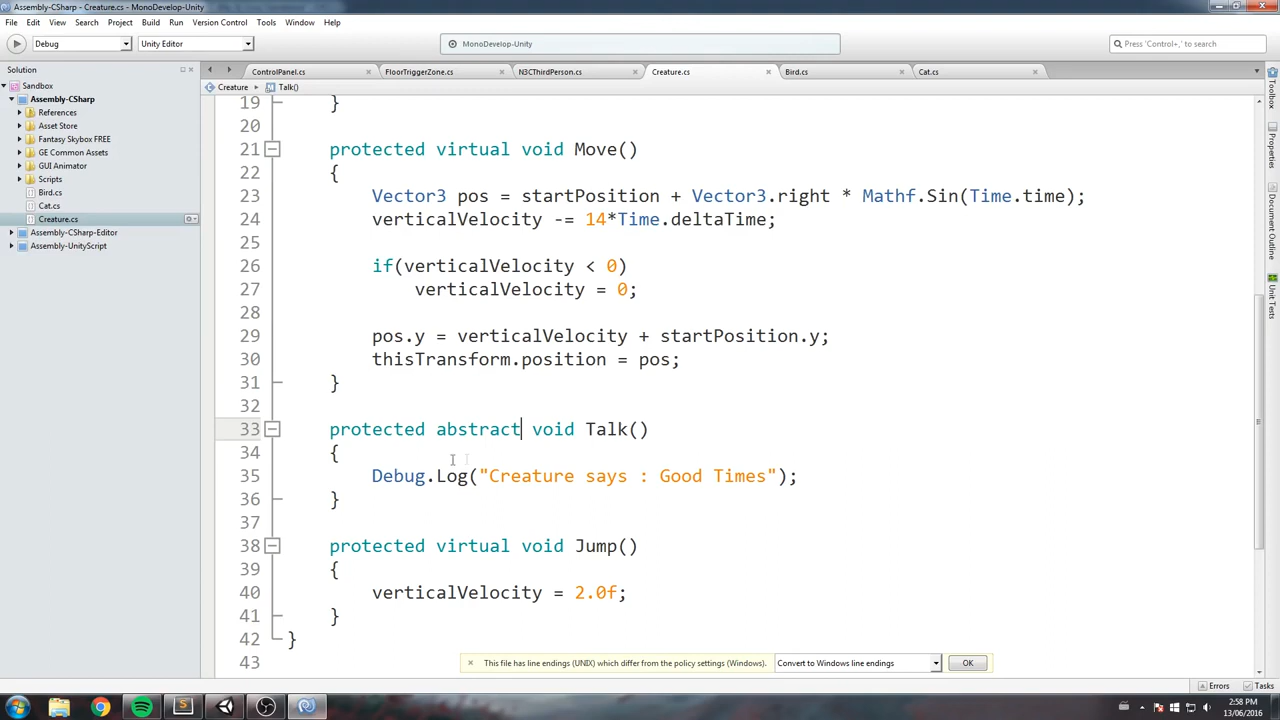 Assembly-CSharp - Creature.cs - MonoDevelop-Unity
File Edit View Search Project Build Run Version Control Tools Window Help
Debug Unity Editor MonoDevelop-Unity Press 'Control+,' to search
Solution
ControlPanel.cs FloorTriggerZone.cs N3CThirdPerson.cs Creature.cs Bird.cs Cat.cs
Creature Talk()
Sandbox
Assembly-CSharp
References
Asset Store
Fantasy Skybox FREE
GE Common Assets
GUI Animator
Scripts
Bird.cs
Cat.cs
Creature.cs
Assembly-CSharp-Editor
Assembly-UnityScript
19 }
20
21 protected virtual void Move()
22 {
23 Vector3 pos = startPosition + Vector3.right * Mathf.Sin(Time.time);
24 verticalVelocity -= 14*Time.deltaTime;
25
26 if(verticalVelocity < 0)
27 verticalVelocity = 0;
28
29 pos.y = verticalVelocity + startPosition.y;
30 thisTransform.position = pos;
31 }
32
33 protected abstract void Talk()
34 {
35 Debug.Log("Creature says : Good Times");
36 }
37
38 protected virtual void Jump()
39 {
40 verticalVelocity = 2.0f;
41 }
42 }
43
Toolbox
Properties
Document Outline
Unit Tests
This file has line endings (UNIX) which differ from the policy settings (Windows). Convert to Windows line endings OK
Errors Tasks
2:58 PM
13/06/2016